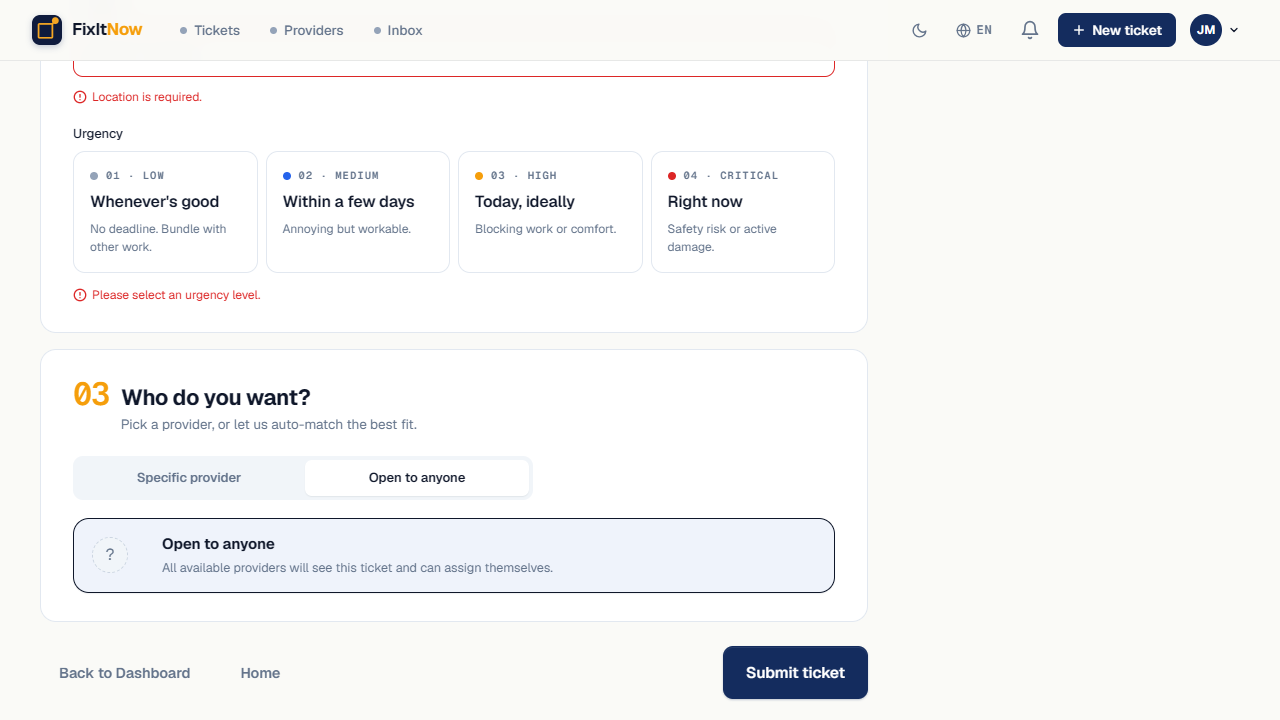 FixItNow
Tickets
Providers
Inbox
EN
New ticket
JM
Location is required.
Urgency
01 · LOW
Whenever's good
No deadline. Bundle with
other work.
02 · MEDIUM
Within a few days
Annoying but workable.
03 · HIGH
Today, ideally
Blocking work or comfort.
04 · CRITICAL
Right now
Safety risk or active
damage.
Please select an urgency level.
03 Who do you want?
Pick a provider, or let us auto-match the best fit.
Specific provider
Open to anyone
?
Open to anyone
All available providers will see this ticket and can assign themselves.
Back to Dashboard
Home
Submit ticket